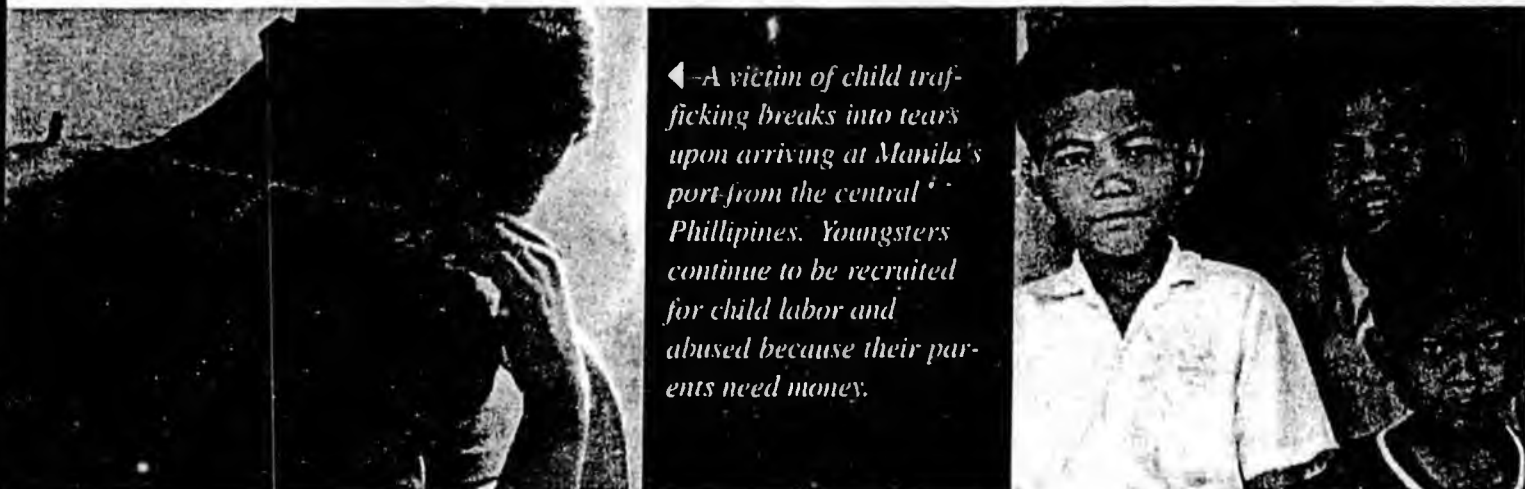 ◀–A victim of child traf-
ficking breaks into tears
upon arriving at Manila's
port from the central
Phillipines. Youngsters
continue to be recruited
for child labor and
abused because their par-
ents need money.